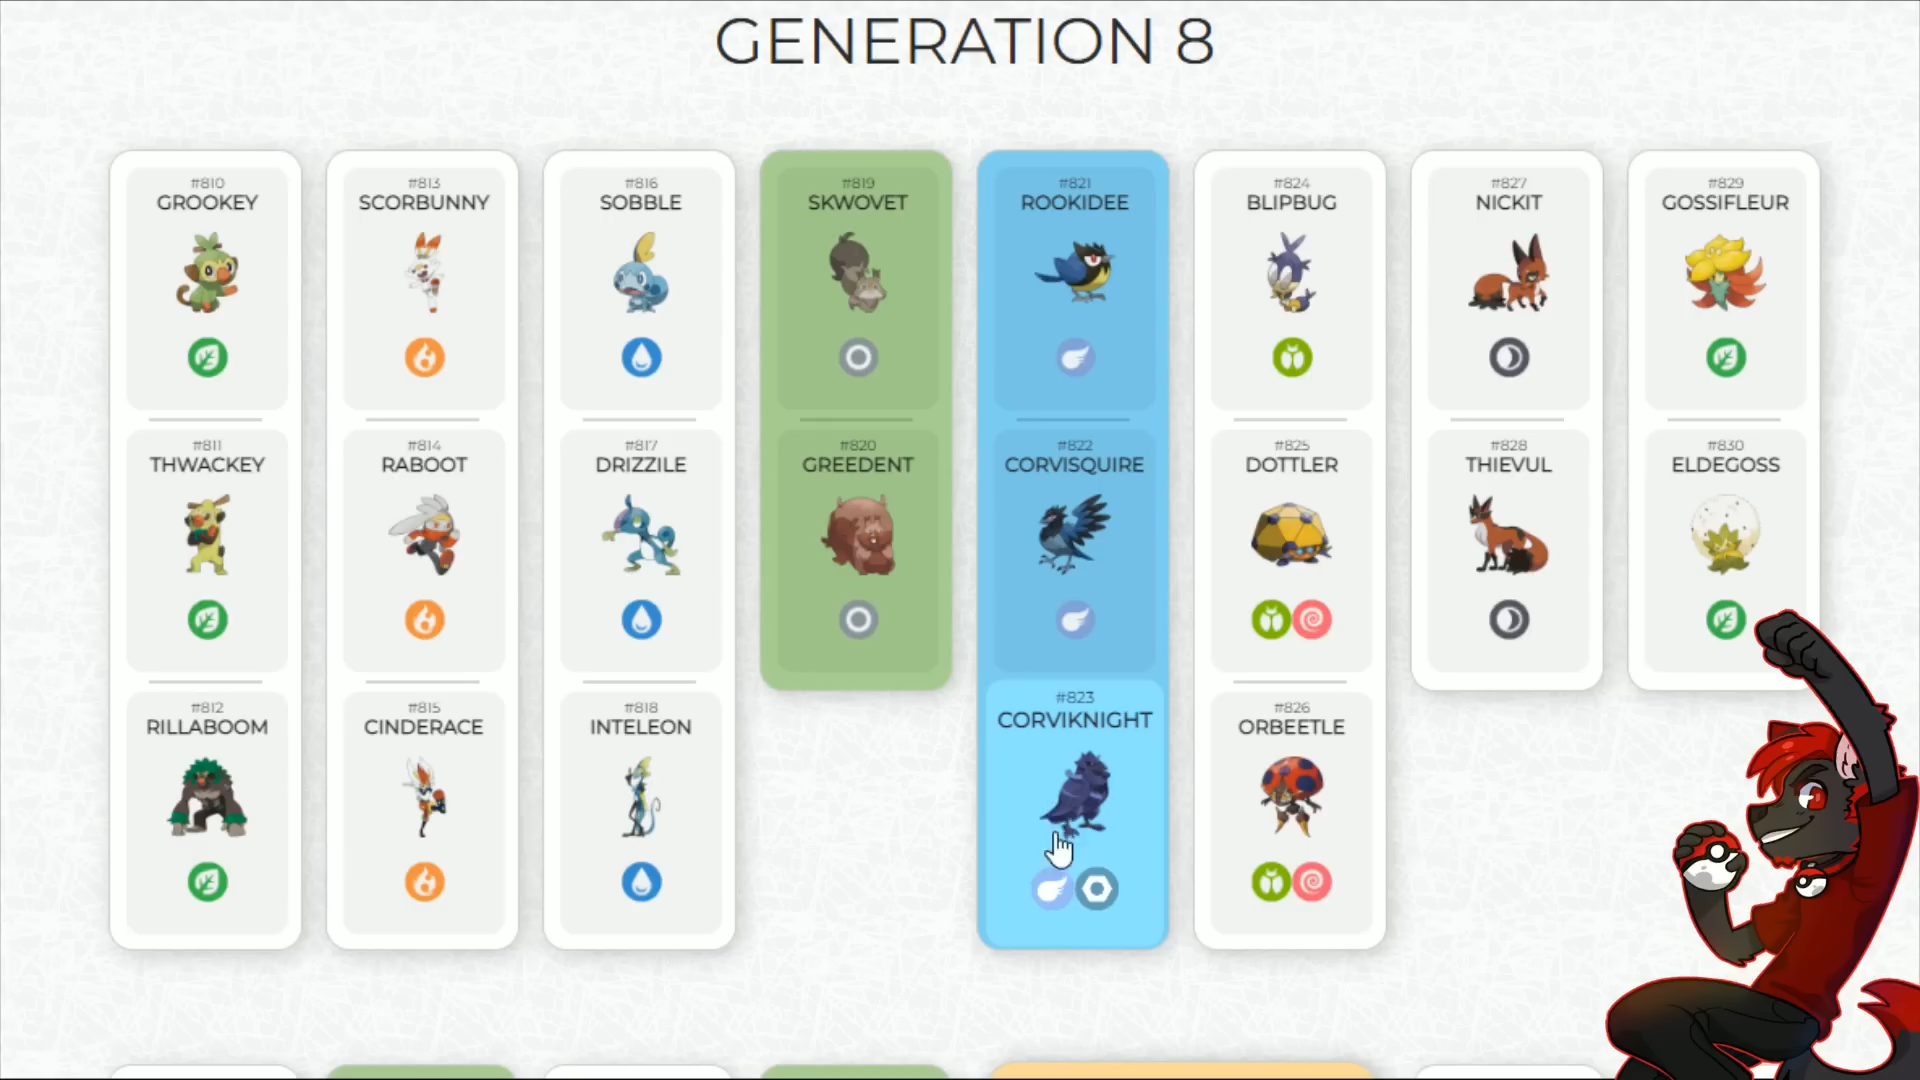 GENERATION 8
#810
GROOKEY
#813
SCORBUNNY
#816
SOBBLE
#819
SKWOVET
#821
ROOKIDEE
#824
BLIPBUG
#827
NICKIT
#829
GOSSIFLEUR
#811
THWACKEY
#814
RABOOT
#817
DRIZZILE
#820
GREEDENT
#822
CORVISQUIRE
#825
DOTTLER
#828
THIEVUL
#830
ELDEGOSS
#812
RILLABOOM
#815
CINDERACE
#818
INTELEON
#823
CORVIKNIGHT
#826
ORBEETLE